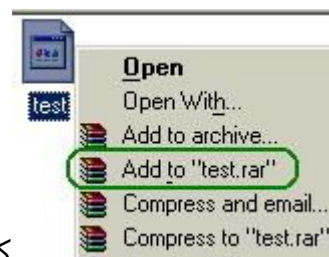 test
Open
Open With...
Add to archive...
Add to "test.rar"
Compress and email...
Compress to "test.rar"
<